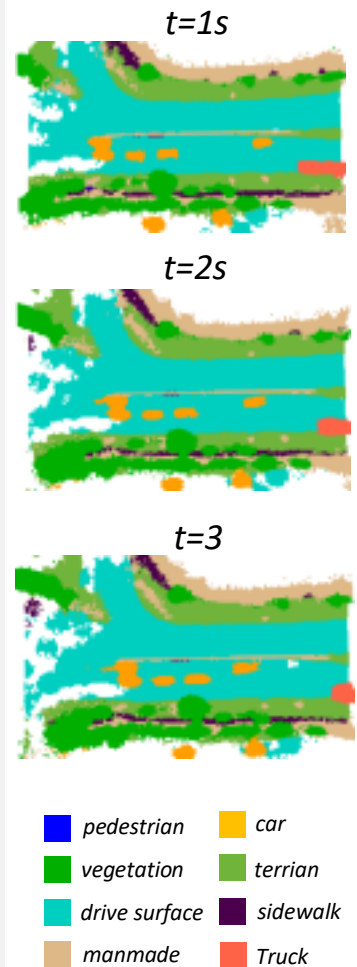 t=1s
t=2s
t=3
pedestrian car
vegetation terrian
drive surface sidewalk
manmade Truck